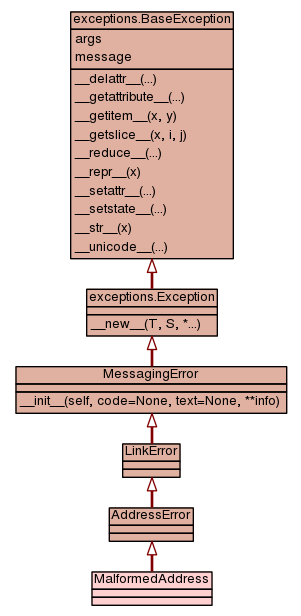 exceptions.BaseException
args
message
__delattr__(...)
__getattribute__(...)
__getitem__(x, y)
__getslice__(x, i, j)
__reduce__(...)
__repr__(x)
__setattr__(...)
__setstate__(...)
__str__(x)
__unicode__(...)
exceptions.Exception
__new__(T, S, *...)
MessagingError
__init__(self, code=None, text=None, **info)
LinkError
AddressError
MalformedAddress